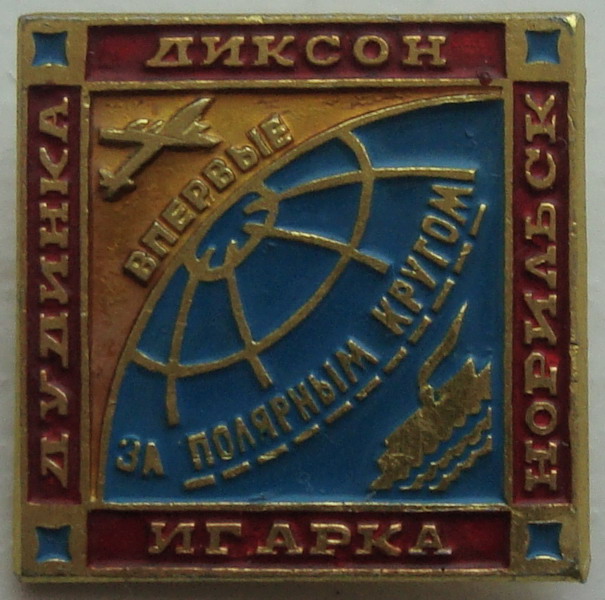 ДИКСОН
ДУДИНКА
ВПЕРВЫЕ
ЗА ПОЛЯРНЫМ КРУГОМ
НОРИЛЬСК
ИГАРКА